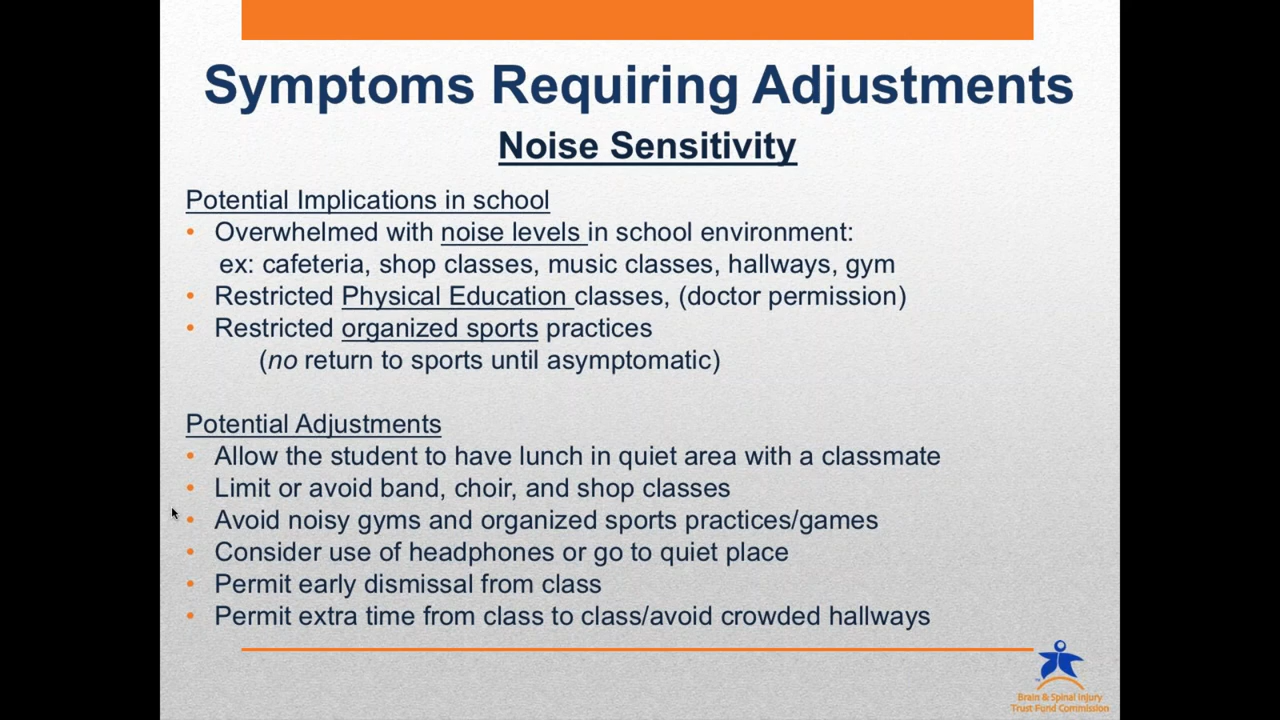 Symptoms Requiring Adjustments
Noise Sensitivity
Potential Implications in school
• Overwhelmed with noise levels in school environment:
ex: cafeteria, shop classes, music classes, hallways, gym
• Restricted Physical Education classes, (doctor permission)
• Restricted organized sports practices
(no return to sports until asymptomatic)
Potential Adjustments
• Allow the student to have lunch in quiet area with a classmate
• Limit or avoid band, choir, and shop classes
• Avoid noisy gyms and organized sports practices/games
• Consider use of headphones or go to quiet place
• Permit early dismissal from class
• Permit extra time from class to class/avoid crowded hallways
Brain & Spinal Injury
Trust Fund Commission